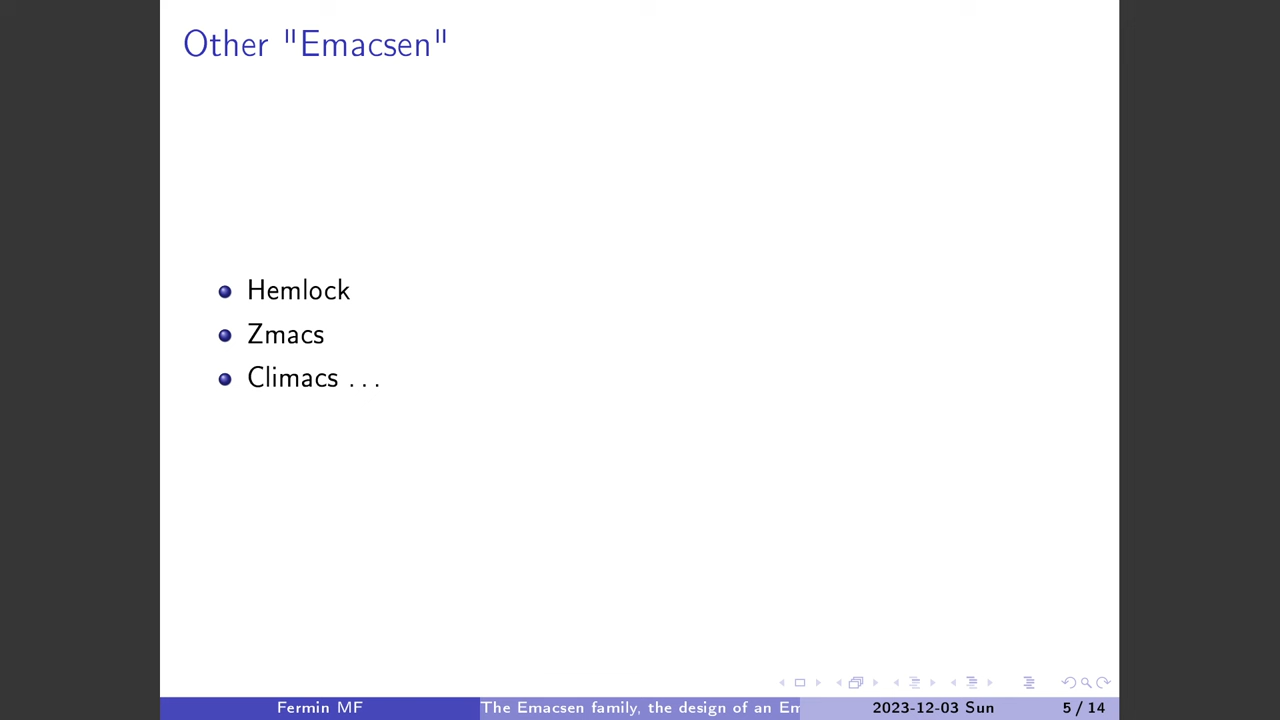 Other "Emacsen"
Hemlock
Zmacs
Climacs . . .
Fermin MF
The Emacsen family, the design of an Em
2023-12-03 Sun
5 / 14